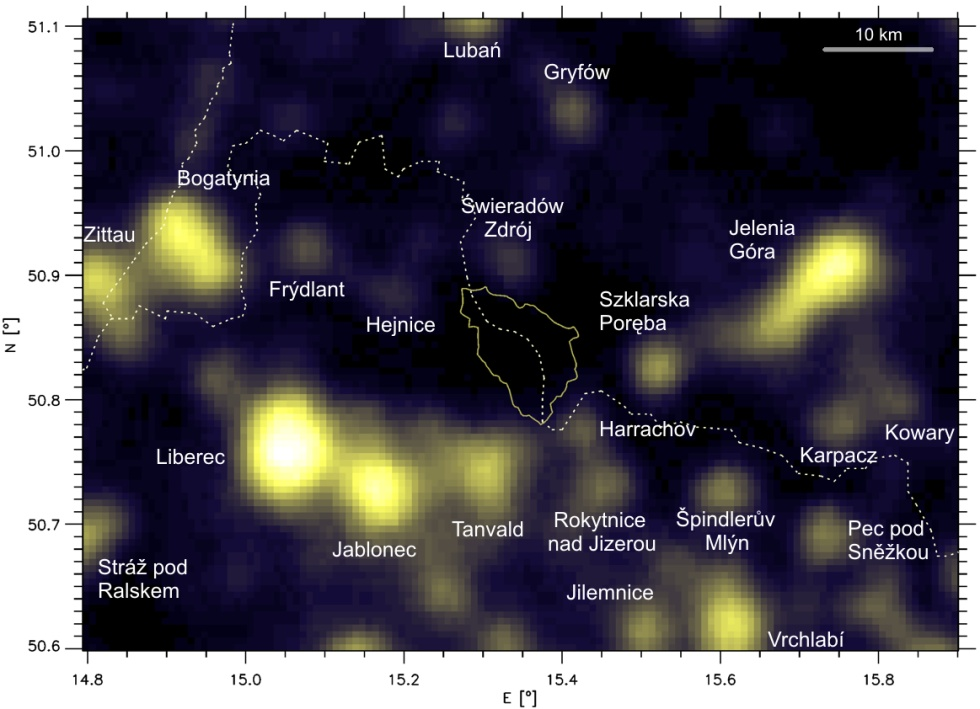 51.1
51.0
50.9
50.8
50.7
50.6
N [°]
14.8
15.0
15.2
15.4
15.6
15.8
E [°]
10 km
Lubań
Gryfów
Bogatynia
Świeradów
Zdrój
Zittau
Jelenia
Góra
Frýdlant
Szklarska
Poręba
Hejnice
Harrachov
Kowary
Liberec
Karpacz
Tanvald
Rokytnice
nad Jizerou
Špindlerův
Mlýn
Pec pod
Sněžkou
Jablonec
Stráž pod
Ralskem
Jilemnice
Vrchlabí